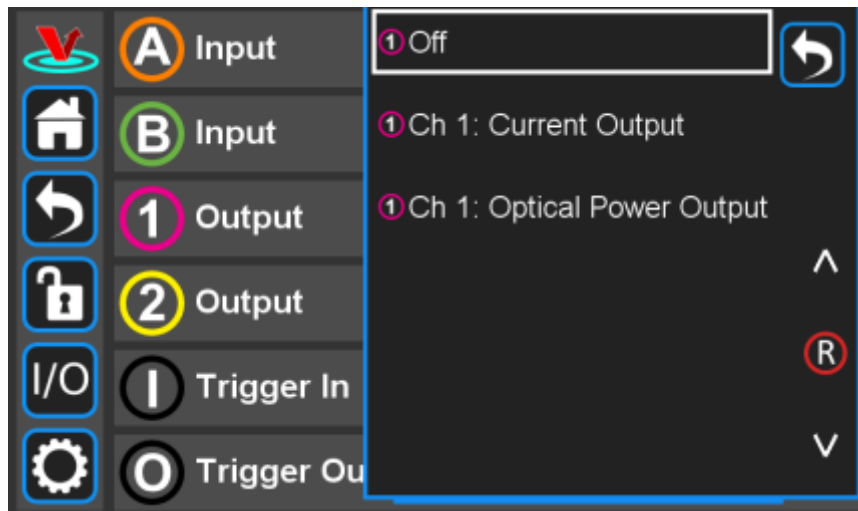 A Input
B Input
1 Output
2 Output
I/O
I Trigger In
O Trigger Ou
1 Off
1 Ch 1: Current Output
1 Ch 1: Optical Power Output
R